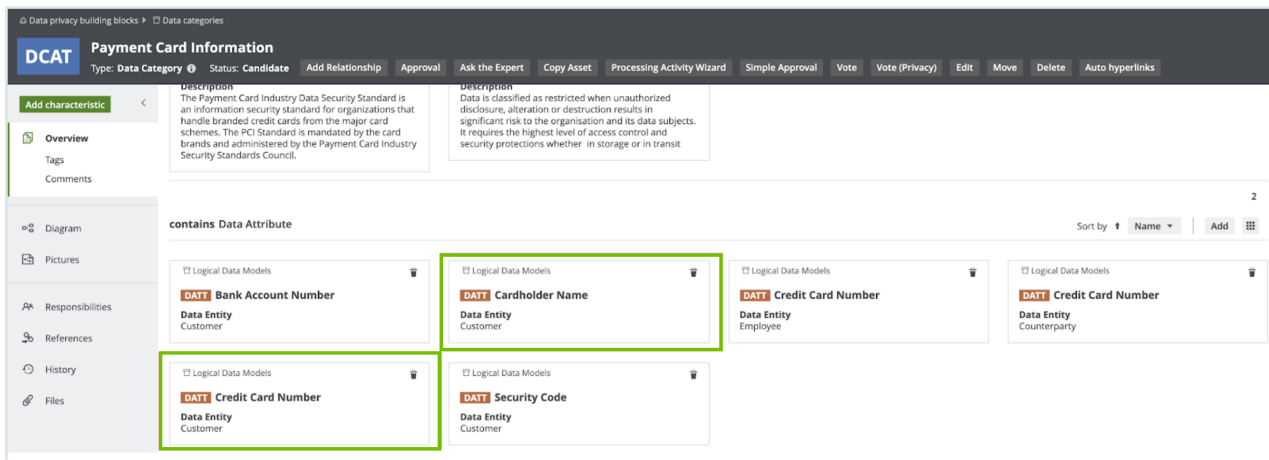 Data privacy building blocks Data categories
DCAT
Payment Card Information
Type: Data Category Status: Candidate Add Relationship Approval Ask the Expert Copy Asset Processing Activity Wizard Simple Approval Vote Vote (Privacy) Edit Move Delete Auto hyperlinks
Add characteristic
Overview
Tags
Comments
Diagram
Pictures
Responsibilities
References
History
Files
Description
The Payment Card Industry Data Security Standard is
an information security standard for organizations that
handle branded credit cards from the major card
schemes. The PCI Standard is mandated by the card
brands and administered by the Payment Card Industry
Security Standards Council.
Description
Data is classified as restricted when unauthorized
disclosure, alteration or destruction results in
significant risk to the organisation and its data subjects.
It requires the highest level of access control and
security protections whether in storage or in transit
2
contains Data Attribute
Sort by Name Add
Logical Data Models
DATT Bank Account Number
Data Entity
Customer
Logical Data Models
DATT Cardholder Name
Data Entity
Customer
Logical Data Models
DATT Credit Card Number
Data Entity
Employee
Logical Data Models
DATT Credit Card Number
Data Entity
Counterparty
Logical Data Models
DATT Credit Card Number
Data Entity
Customer
Logical Data Models
DATT Security Code
Data Entity
Customer